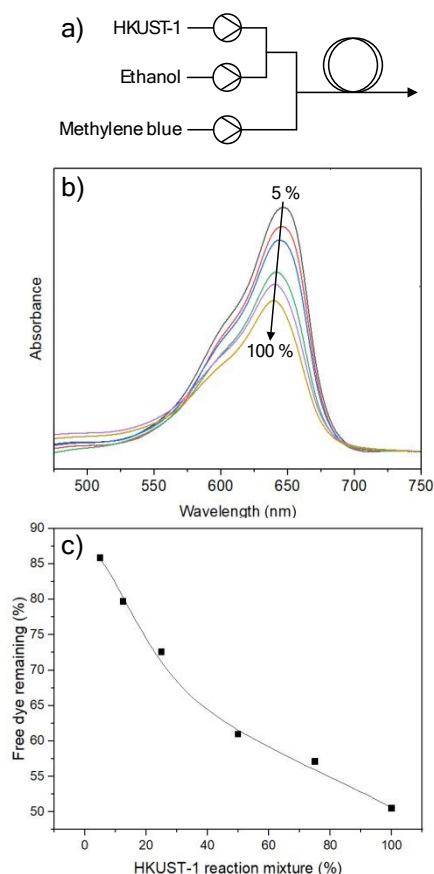 a)
HKUST-1
Ethanol
Methylene blue
b)
5 %
100 %
Absorbance
500 550 600 650 700 750
Wavelength (nm)
c)
90
85
80
75
70
65
60
55
50
Free dye remaining (%)
0 20 40 60 80 100
HKUST-1 reaction mixture (%)